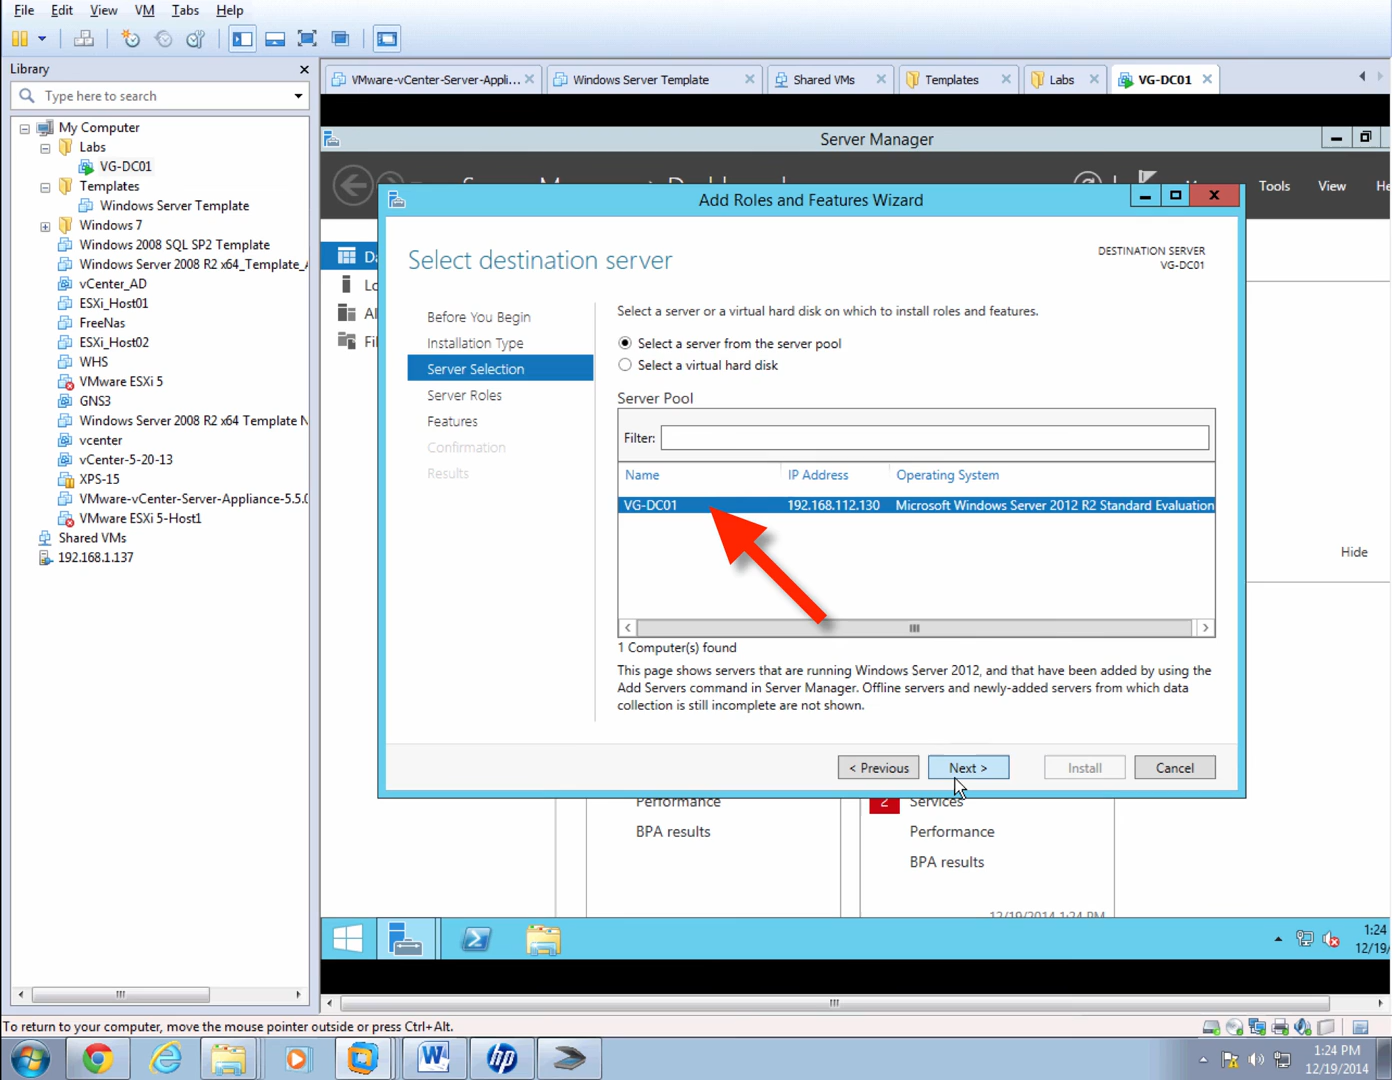 File Edit View VM Tabs Help
Library
Type here to search
My Computer
Labs
VG-DC01
Templates
Windows Server Template
Windows 7
Windows 2008 SQL SP2 Template
Windows Server 2008 R2 x64_Template_A
vCenter_AD
ESXi_Host01
FreeNas
ESXi_Host02
WHS
VMware ESXi 5
GNS3
Windows Server 2008 R2 x64 Template N
vcenter
vCenter-5-20-13
XPS-15
VMware-vCenter-Server-Appliance-5.5.0
VMware ESXi 5-Host1
Shared VMs
192.168.1.137
VMware-vCenter-Server-Appli... Windows Server Template Shared VMs Templates Labs VG-DC01
Server Manager
Tools View He
Add Roles and Features Wizard
Select destination server
DESTINATION SERVER
VG-DC01
Before You Begin
Installation Type
Server Selection
Server Roles
Features
Confirmation
Results
Select a server or a virtual hard disk on which to install roles and features.
Select a server from the server pool
Select a virtual hard disk
Server Pool
Filter:
Name IP Address Operating System
VG-DC01 192.168.112.130 Microsoft Windows Server 2012 R2 Standard Evaluation
1 Computer(s) found
This page shows servers that are running Windows Server 2012, and that have been added by using the
Add Servers command in Server Manager. Offline servers and newly-added servers from which data
collection is still incomplete are not shown.
< Previous Next > Install Cancel
Hide
Performance
BPA results
2 Services
Performance
BPA results
12/19/2014 1:24 PM
1:24
12/19/
To return to your computer, move the mouse pointer outside or press Ctrl+Alt.
1:24 PM
12/19/2014